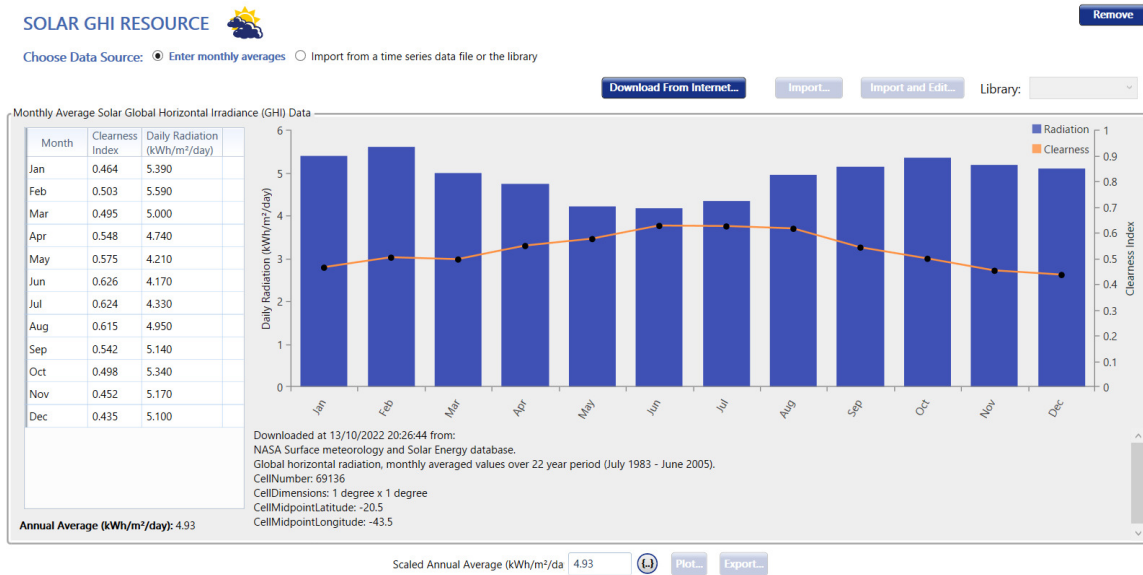 SOLAR GHI RESOURCE
Remove
Choose Data Source: Enter monthly averages Import from a time series data file or the library
Download From Internet... Import... Import and Edit... Library:
Monthly Average Solar Global Horizontal Irradiance (GHI) Data
Month Clearness Index Daily Radiation (kWh/m²/day)
Jan 0.464 5.390
Feb 0.503 5.590
Mar 0.495 5.000
Apr 0.548 4.740
May 0.575 4.210
Jun 0.626 4.170
Jul 0.624 4.330
Aug 0.615 4.950
Sep 0.542 5.140
Oct 0.498 5.340
Nov 0.452 5.170
Dec 0.435 5.100
Annual Average (kWh/m²/day): 4.93
Daily Radiation (kWh/m²/day)
6
5
4
3
2
1
0
Radiation
Clearness
1
0.9
0.8
0.7
0.6
0.5
0.4
0.3
0.2
0.1
0
Clearness Index
Jan Feb Mar Apr May Jun Jul Aug Sep Oct Nov Dec
Downloaded at 13/10/2022 20:26:44 from:
NASA Surface meteorology and Solar Energy database.
Global horizontal radiation, monthly averaged values over 22 year period (July 1983 - June 2005).
CellNumber: 69136
CellDimensions: 1 degree x 1 degree
CellMidpointLatitude: -20.5
CellMidpointLongitude: -43.5
Scaled Annual Average (kWh/m²/da 4.93 {..} Plot... Export...